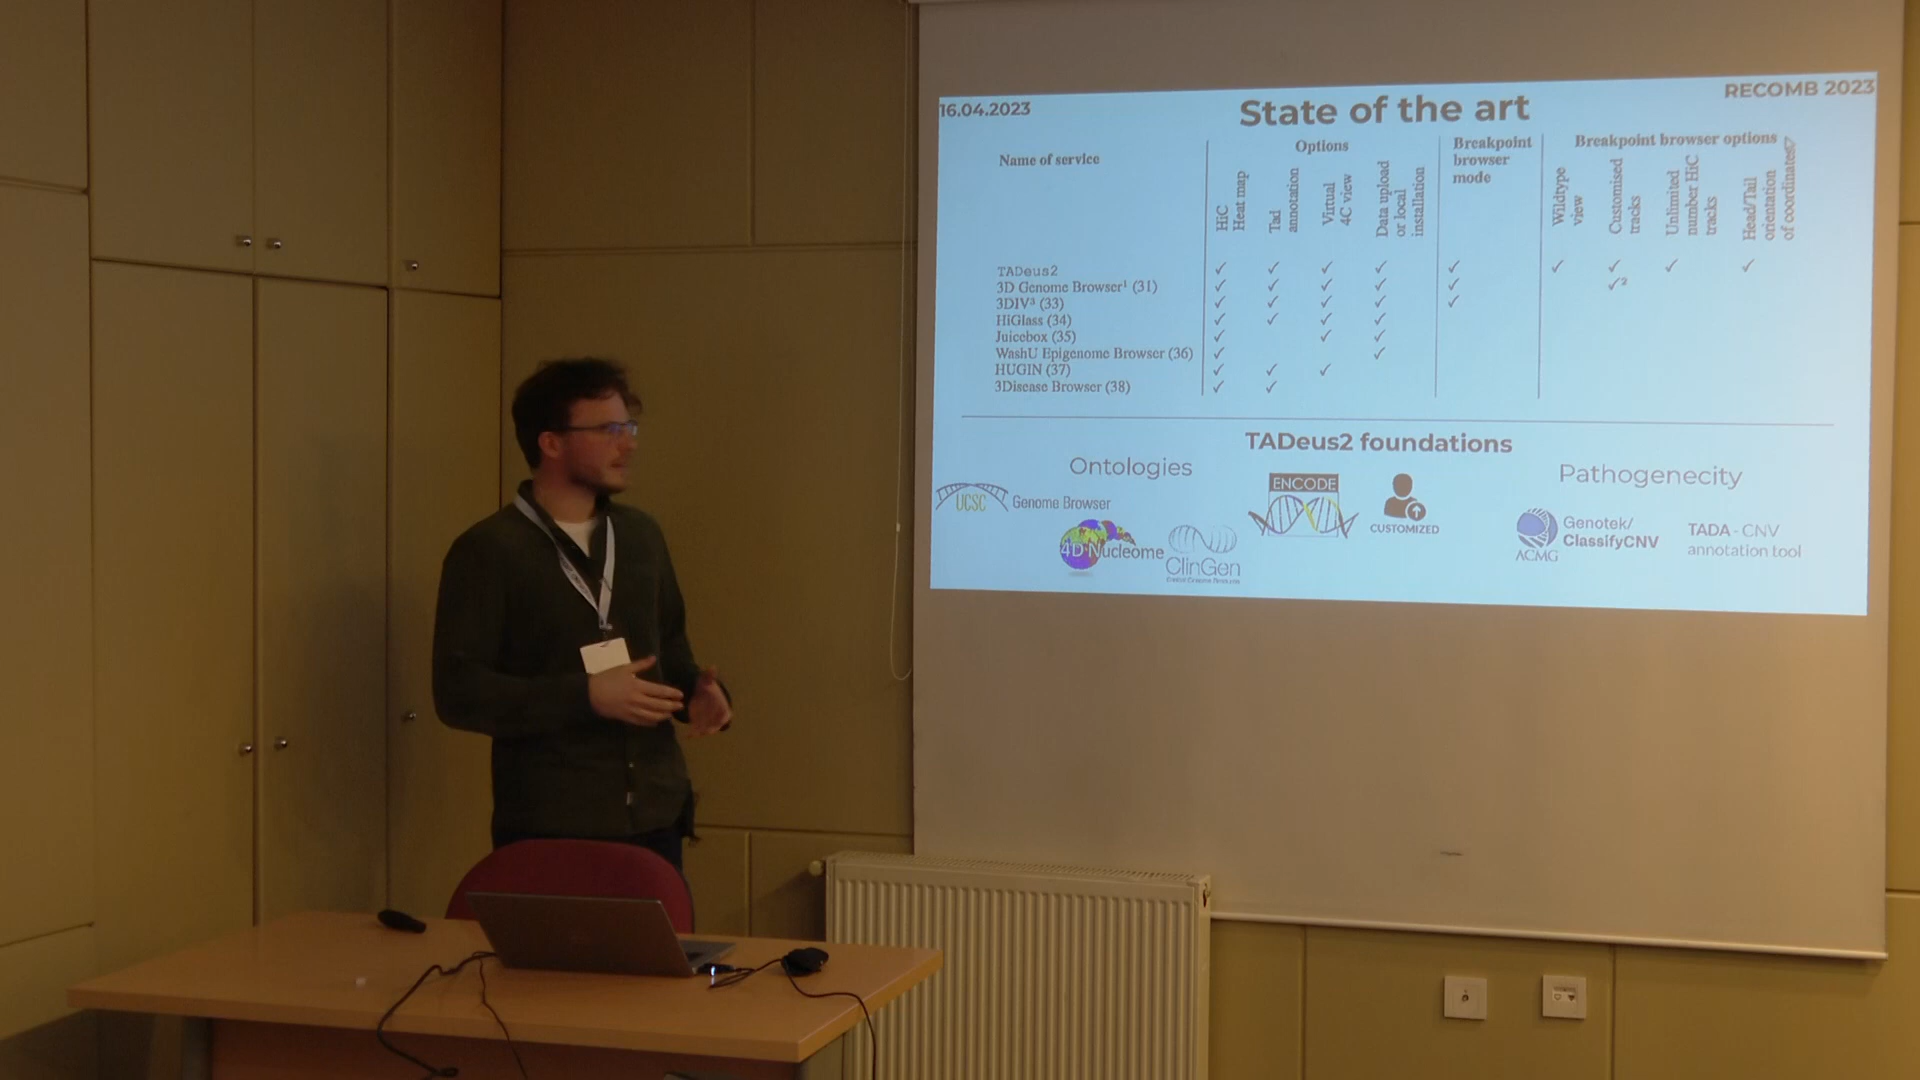 16.04.2023
State of the art
RECOMB 2023
Name of service
Options
Breakpoint
browser
mode
Breakpoint browser options
HiC
Heat map
Tad
annotation
Virtual
4C view
Data upload
or local
installation
Wildtype
view
Customised
tracks
Unlimited
number HiC
tracks
Head/Tail
orientation
of coordinates
TADeus2 ✓ ✓ ✓ ✓ ✓ ✓ ✓ ✓ ✓
3D Genome Browser¹ (31) ✓ ✓ ✓ ✓ ✓ ✓²
3DIV³ (33) ✓ ✓ ✓ ✓ ✓
HiGlass (34) ✓ ✓ ✓ ✓
Juicebox (35) ✓ ✓ ✓
WashU Epigenome Browser (36) ✓ ✓
HUGIN (37) ✓ ✓ ✓
3Disease Browser (38) ✓ ✓
TADeus2 foundations
Ontologies
Pathogenecity
UCSC Genome Browser
4D Nucleome
ClinGen
ENCODE
CUSTOMIZED
ACMG
Genotek/
ClassifyCNV
TADA - CNV
annotation tool